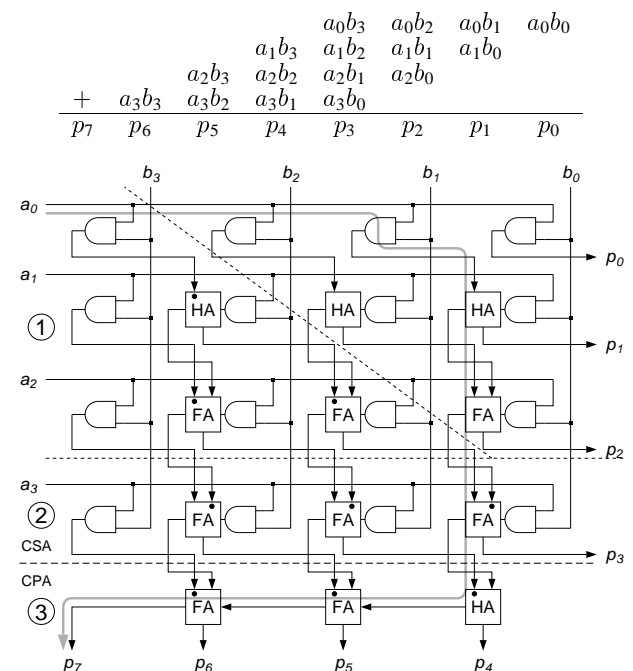 a₀b₃ a₀b₂ a₀b₁ a₀b₀
a₁b₃ a₁b₂ a₁b₁ a₁b₀
a₂b₃ a₂b₂ a₂b₁ a₂b₀
+ a₃b₃ a₃b₂ a₃b₁ a₃b₀
p₇ p₆ p₅ p₄ p₃ p₂ p₁ p₀
b₃ b₂ b₁ b₀
a₀
p₀
a₁
HA HA HA
①
p₁
a₂
FA FA FA
p₂
a₃
② FA FA FA
CSA
p₃
CPA
③ FA FA HA
p₇ p₆ p₅ p₄